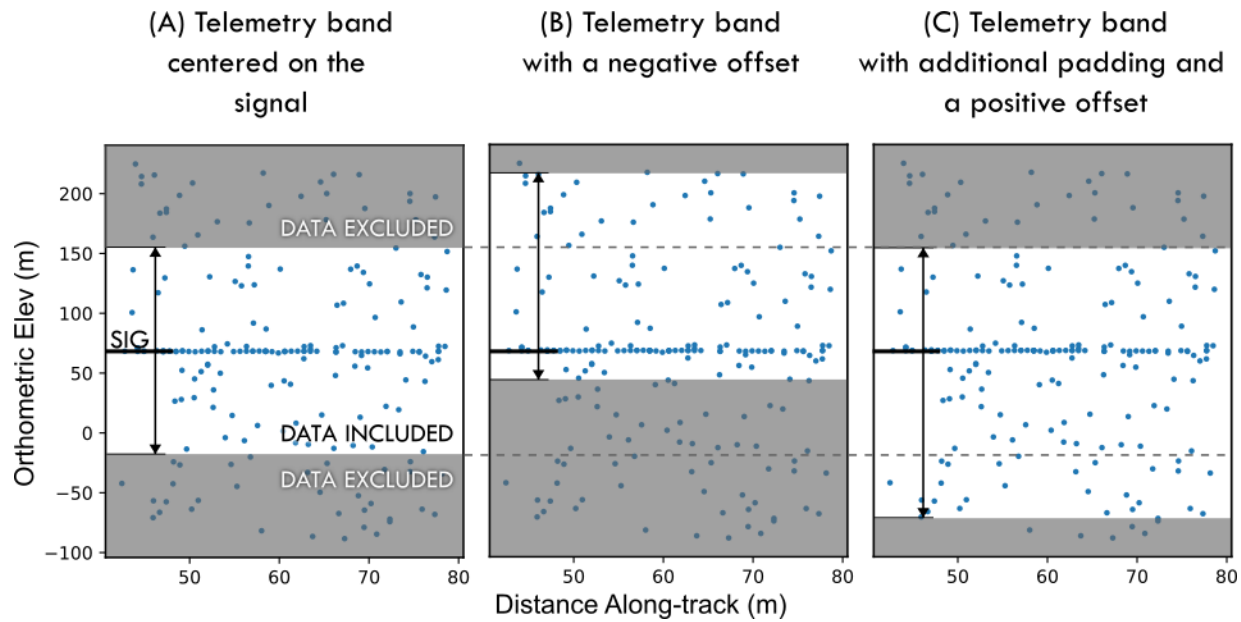 (A) Telemetry band
centered on the
signal
(B) Telemetry band
with a negative offset
(C) Telemetry band
with additional padding and
a positive offset
Orthometric Elev (m)
200
150
100
50
0
−50
−100
DATA EXCLUDED
SIG
DATA INCLUDED
DATA EXCLUDED
50 60 70 80
50 60 70 80
50 60 70 80
Distance Along-track (m)